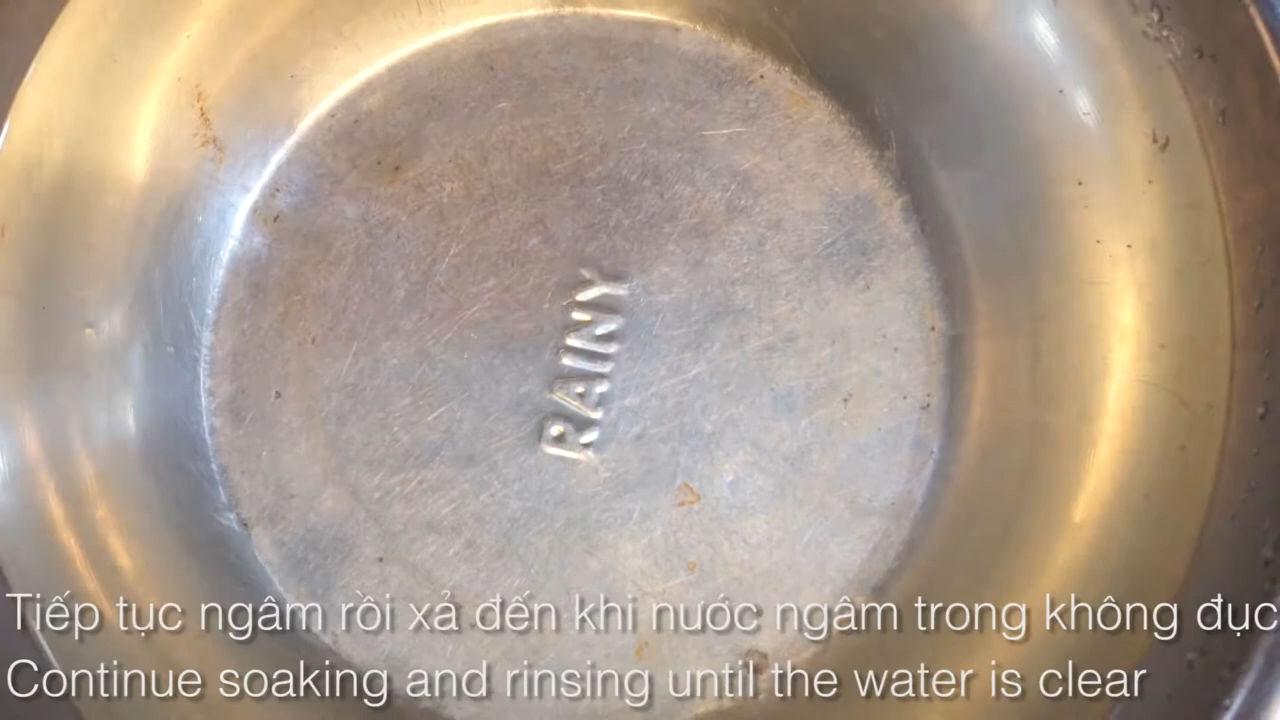 RAINY
Tiếp tục ngâm rồi xả đến khi nước ngâm trong không đục
Continue soaking and rinsing until the water is clear